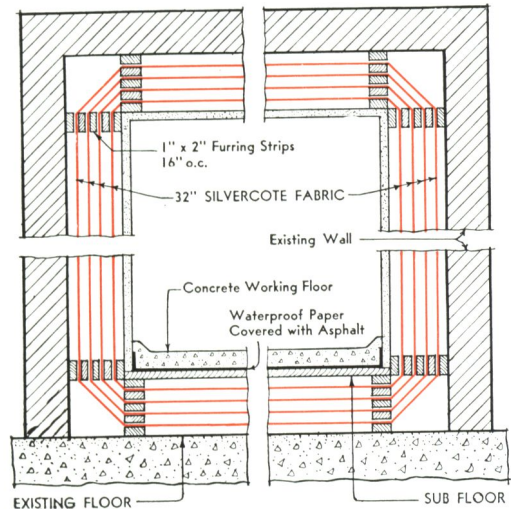 1" x 2" Furring Strips
16" o.c.
32" SILVERCOTE FABRIC
Existing Wall
Concrete Working Floor
Waterproof Paper
Covered with Asphalt
EXISTING FLOOR
SUB FLOOR